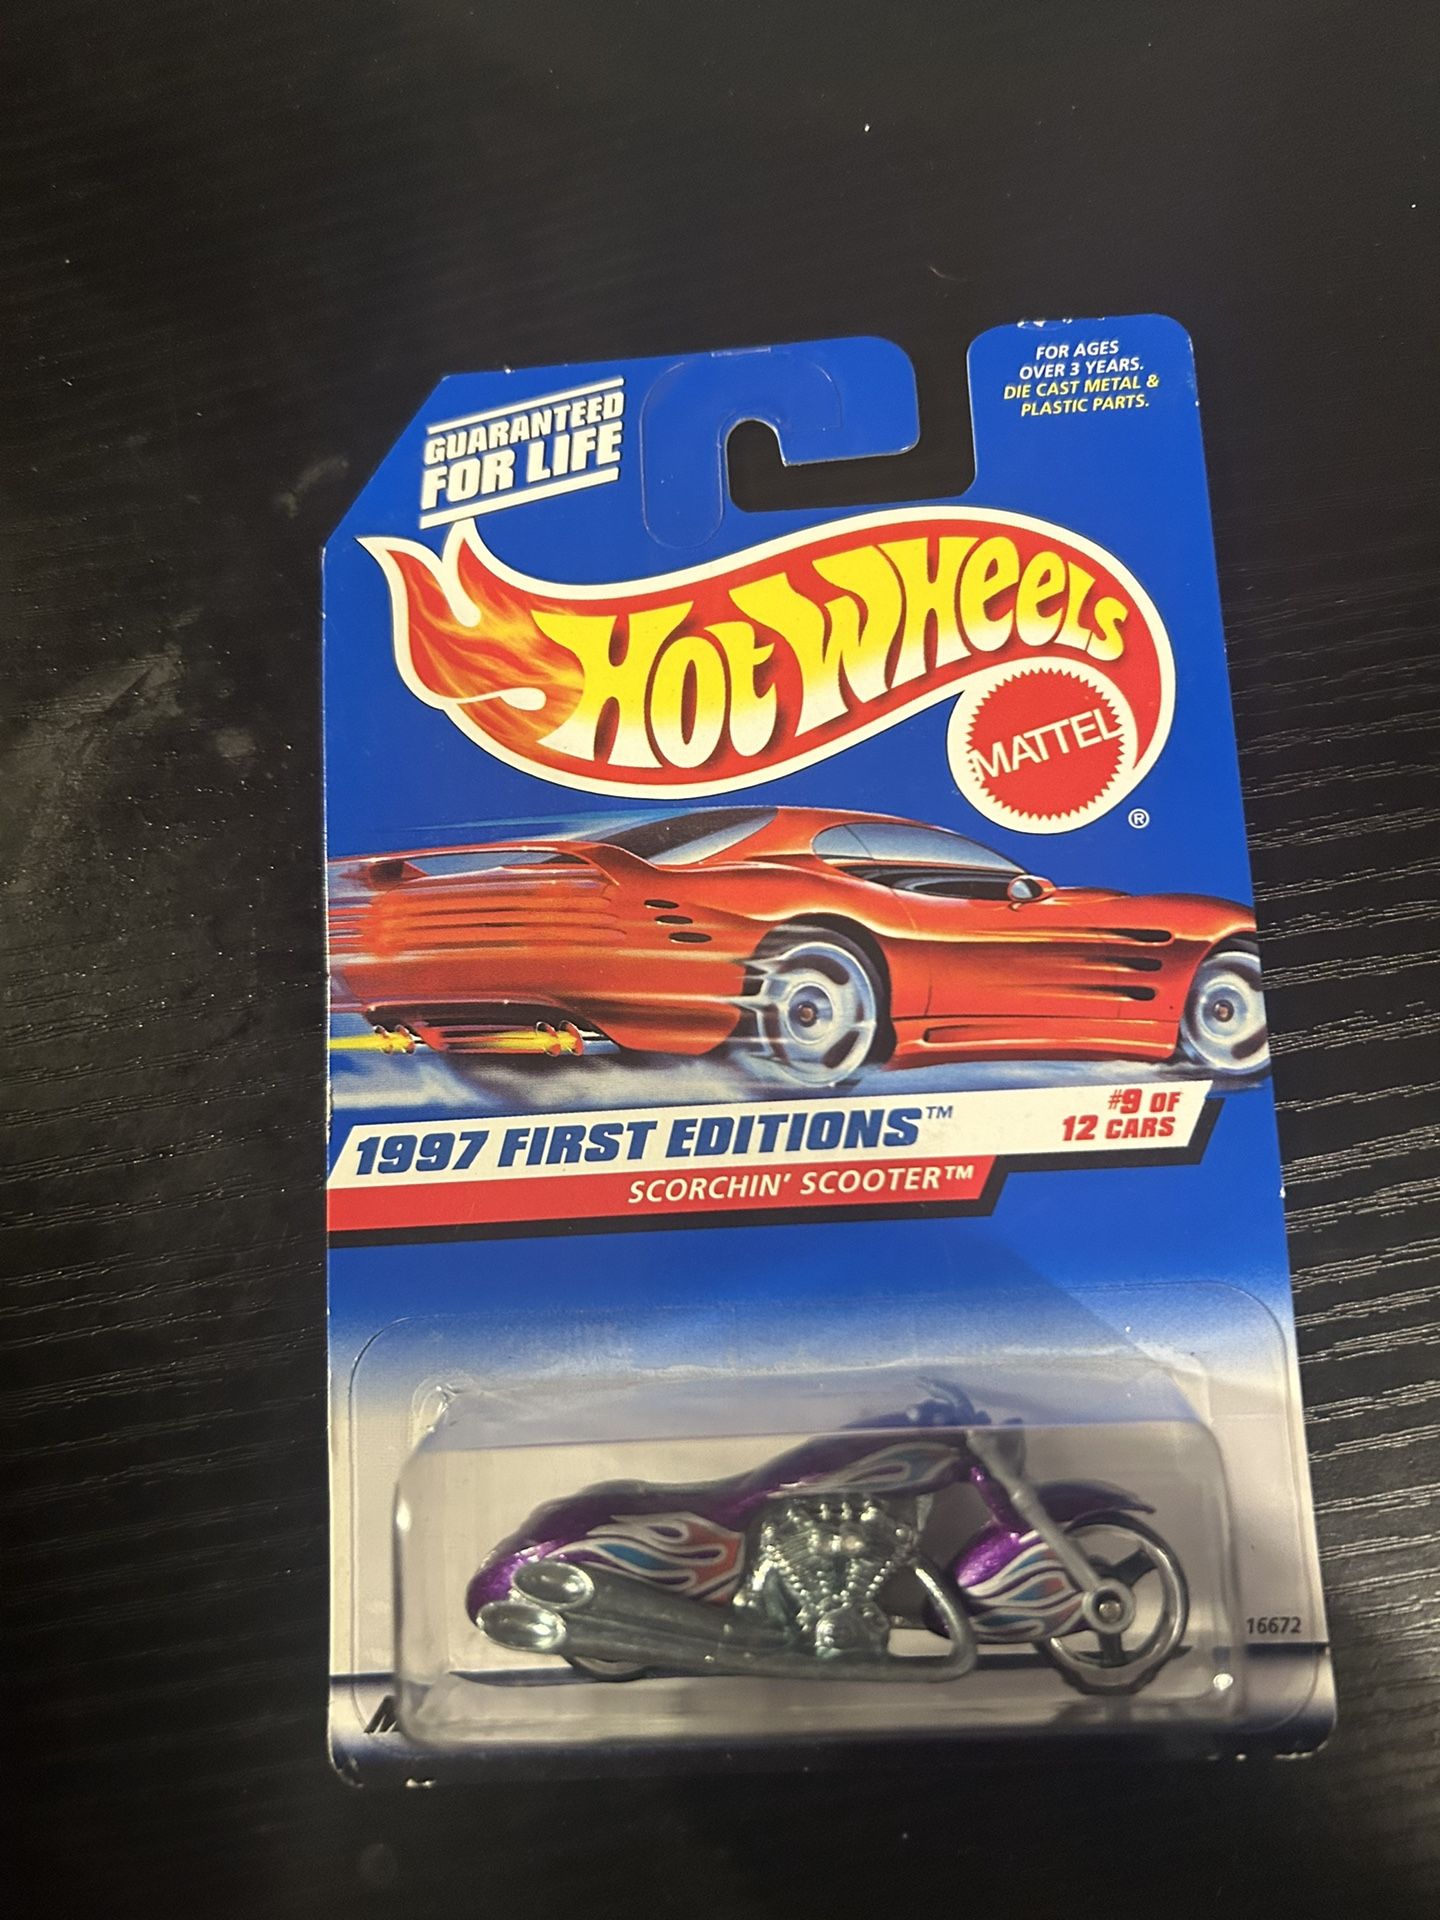 GUARANTEED
FOR LIFE
FOR AGES
OVER 3 YEARS.
DIE CAST METAL &
PLASTIC PARTS.
HOT WHEELS
MATTEL
®
1997 FIRST EDITIONS™
#9 OF
12 CARS
SCORCHIN' SCOOTER™
16672